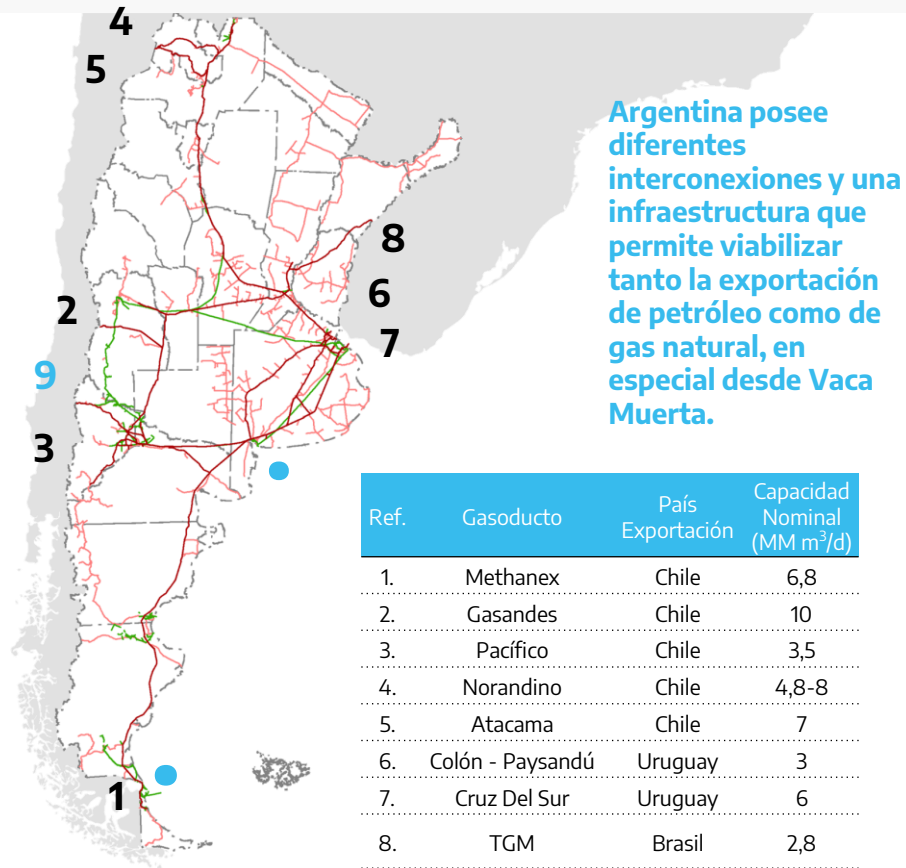 4
5
2
9
3
8
6
7
1
Argentina posee
diferentes
interconexiones y una
infraestructura que
permite viabilizar
tanto la exportación
de petróleo como de
gas natural, en
especial desde Vaca
Muerta.
Ref. Gasoducto País Exportación Capacidad Nominal (MM m³/d)
1. Methanex Chile 6,8
2. Gasandes Chile 10
3. Pacífico Chile 3,5
4. Norandino Chile 4,8-8
5. Atacama Chile 7
6. Colón - Paysandú Uruguay 3
7. Cruz Del Sur Uruguay 6
8. TGM Brasil 2,8